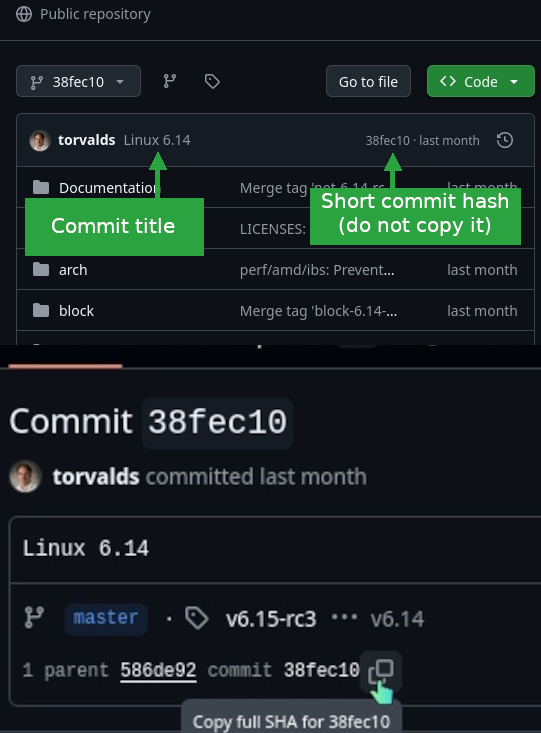 Public repository
38fec10
Go to file
Code
torvalds Linux 6.14
38fec10 · last month
Documentation
Merge tag 'net-6.14-rc
last month
Commit title
Short commit hash
(do not copy it)
LICENSES:
arch
perf/amd/ibs: Prevent...
last month
block
Merge tag 'block-6.14-...
last month
Commit 38fec10
torvalds committed last month
Linux 6.14
master · v6.15-rc3 ··· v6.14
1 parent 586de92 commit 38fec10
Copy full SHA for 38fec10